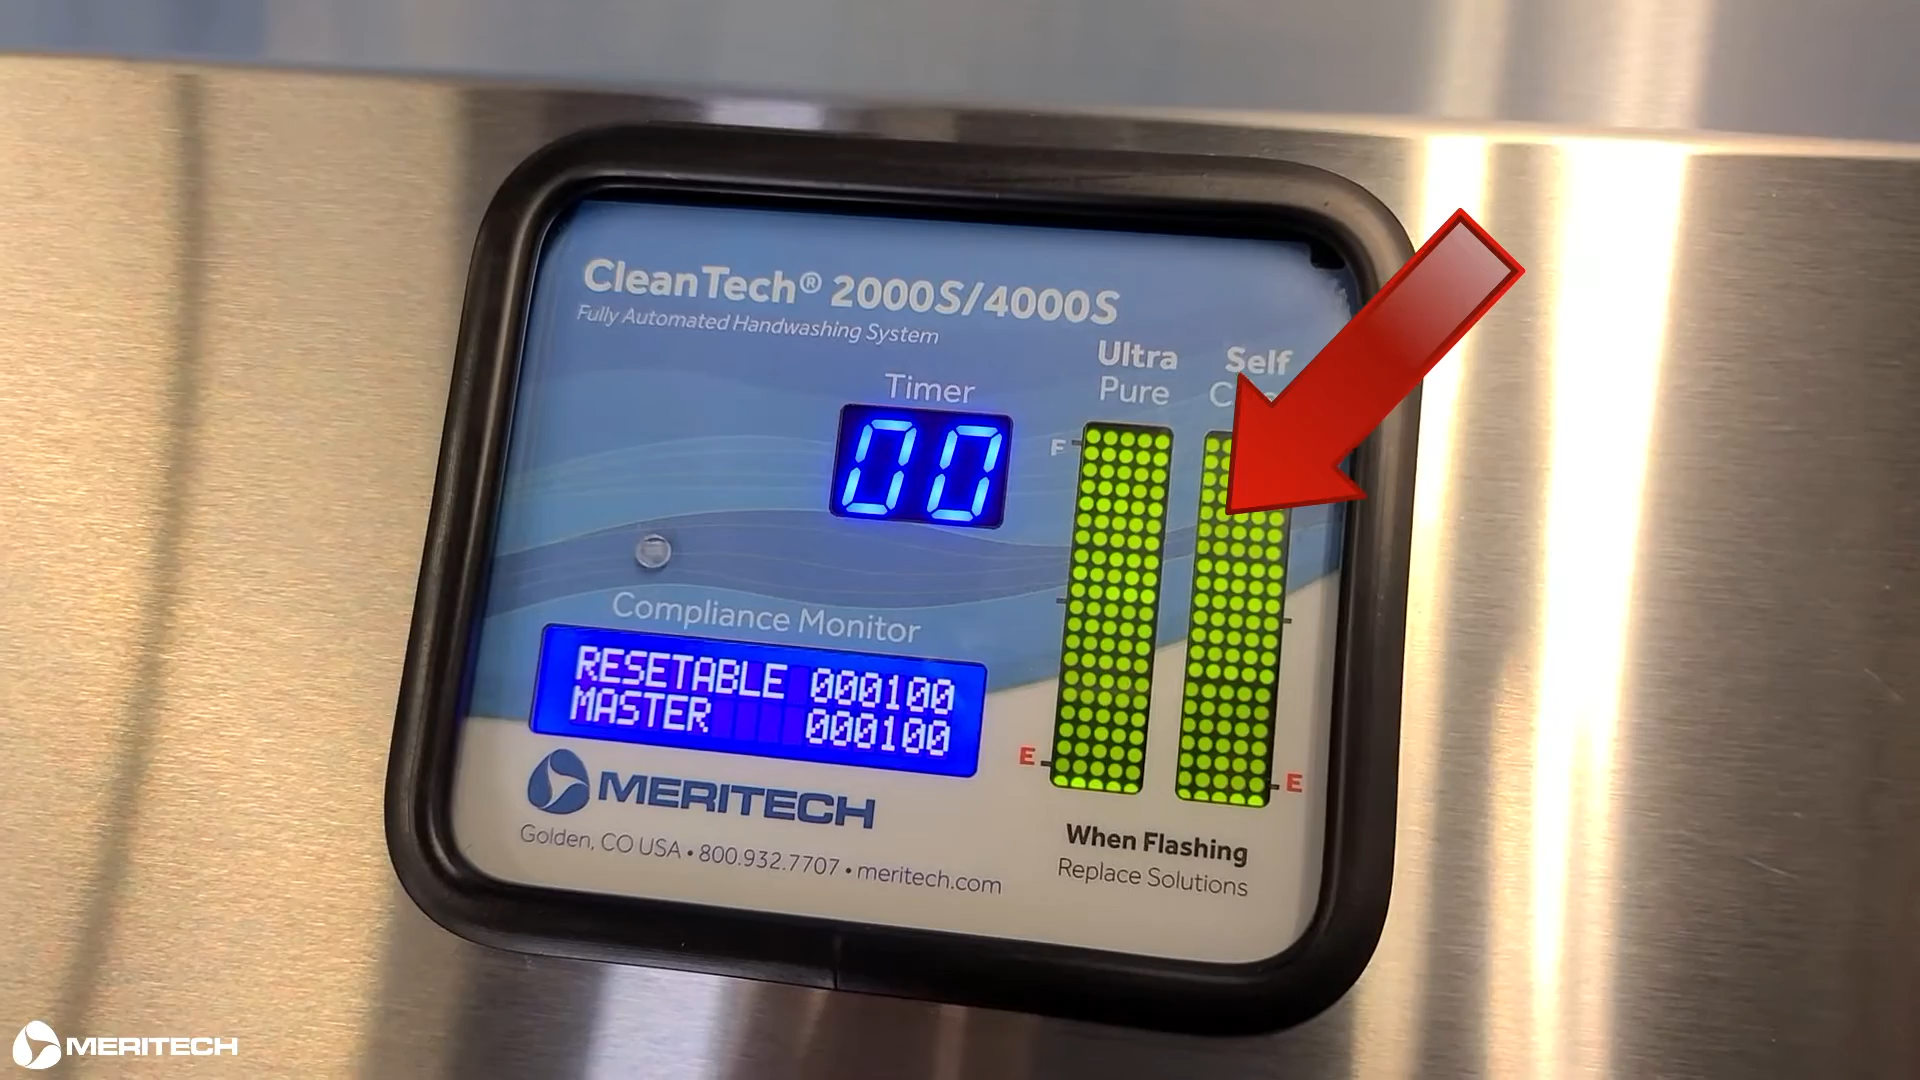 CleanTech® 2000S/4000S
Fully Automated Handwashing System
Timer
00
Ultra
Pure
Self
F
E
E
Compliance Monitor
RESETABLE 000100
MASTER 000100
MERITECH
Golden, CO USA • 800.932.7707 • meritech.com
When Flashing
Replace Solutions
MERITECH